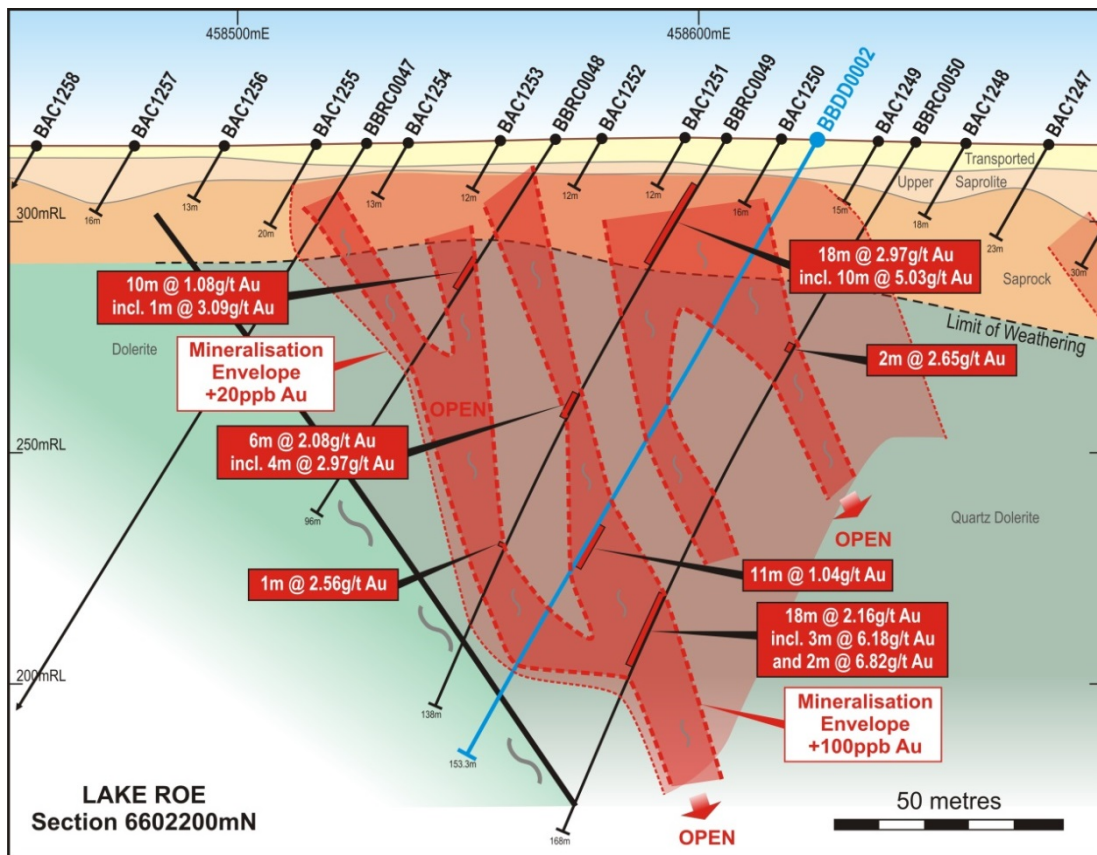 458500mE
458600mE
BAC1258
BAC1257
BAC1256
BAC1255
BBRC0047
BAC1254
BAC1253
BBRC0048
BAC1252
BAC1251
BBRC0049
BAC1250
BBDD0002
BAC1249
BBRC0050
BAC1248
BAC1247
Transported
Upper Saprolite
16m
13m
20m
13m
12m
12m
12m
16m
15m
18m
23m
30m
300mRL
Saprock
Limit of Weathering
10m @ 1.08g/t Au
incl. 1m @ 3.09g/t Au
18m @ 2.97g/t Au
incl. 10m @ 5.03g/t Au
Dolerite
Mineralisation
Envelope
+20ppb Au
2m @ 2.65g/t Au
OPEN
6m @ 2.08g/t Au
incl. 4m @ 2.97g/t Au
250mRL
96m
Quartz Dolerite
OPEN
1m @ 2.56g/t Au
11m @ 1.04g/t Au
18m @ 2.16g/t Au
incl. 3m @ 6.18g/t Au
and 2m @ 6.82g/t Au
200mRL
138m
Mineralisation
Envelope
+100ppb Au
153.3m
LAKE ROE
Section 6602200mN
168m
OPEN
50 metres